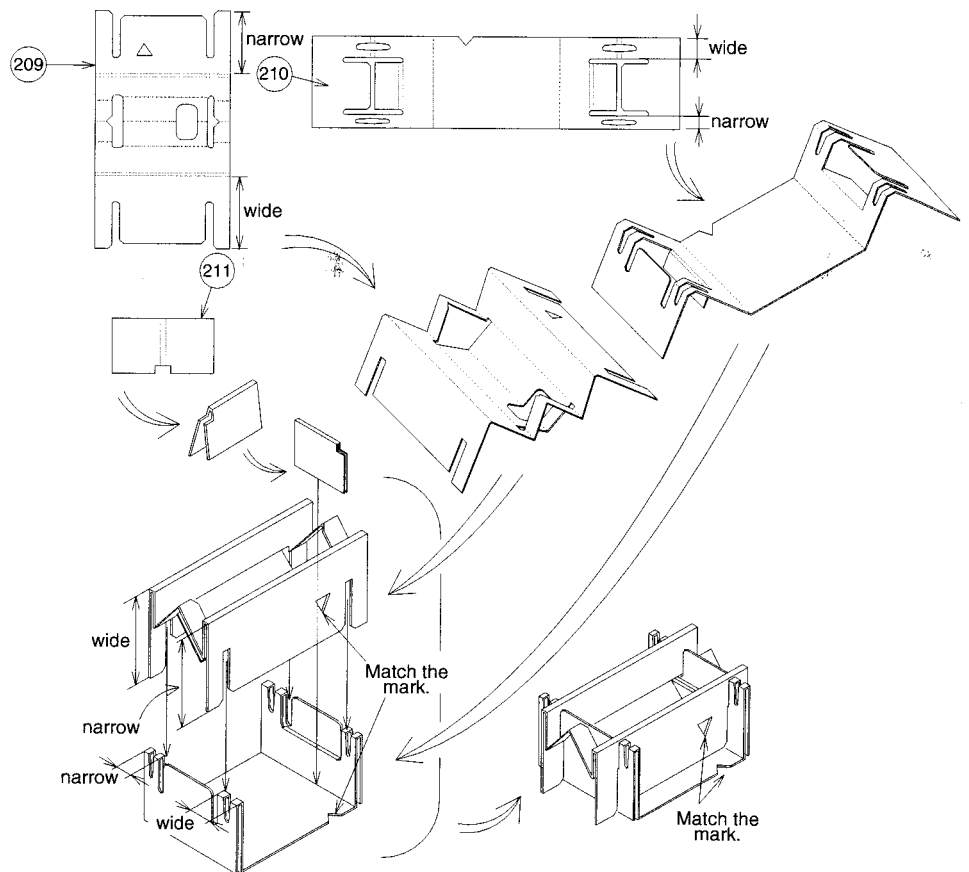 209
narrow
wide
210
wide
narrow
211
wide
narrow
Match the
mark.
narrow
wide
Match the
mark.